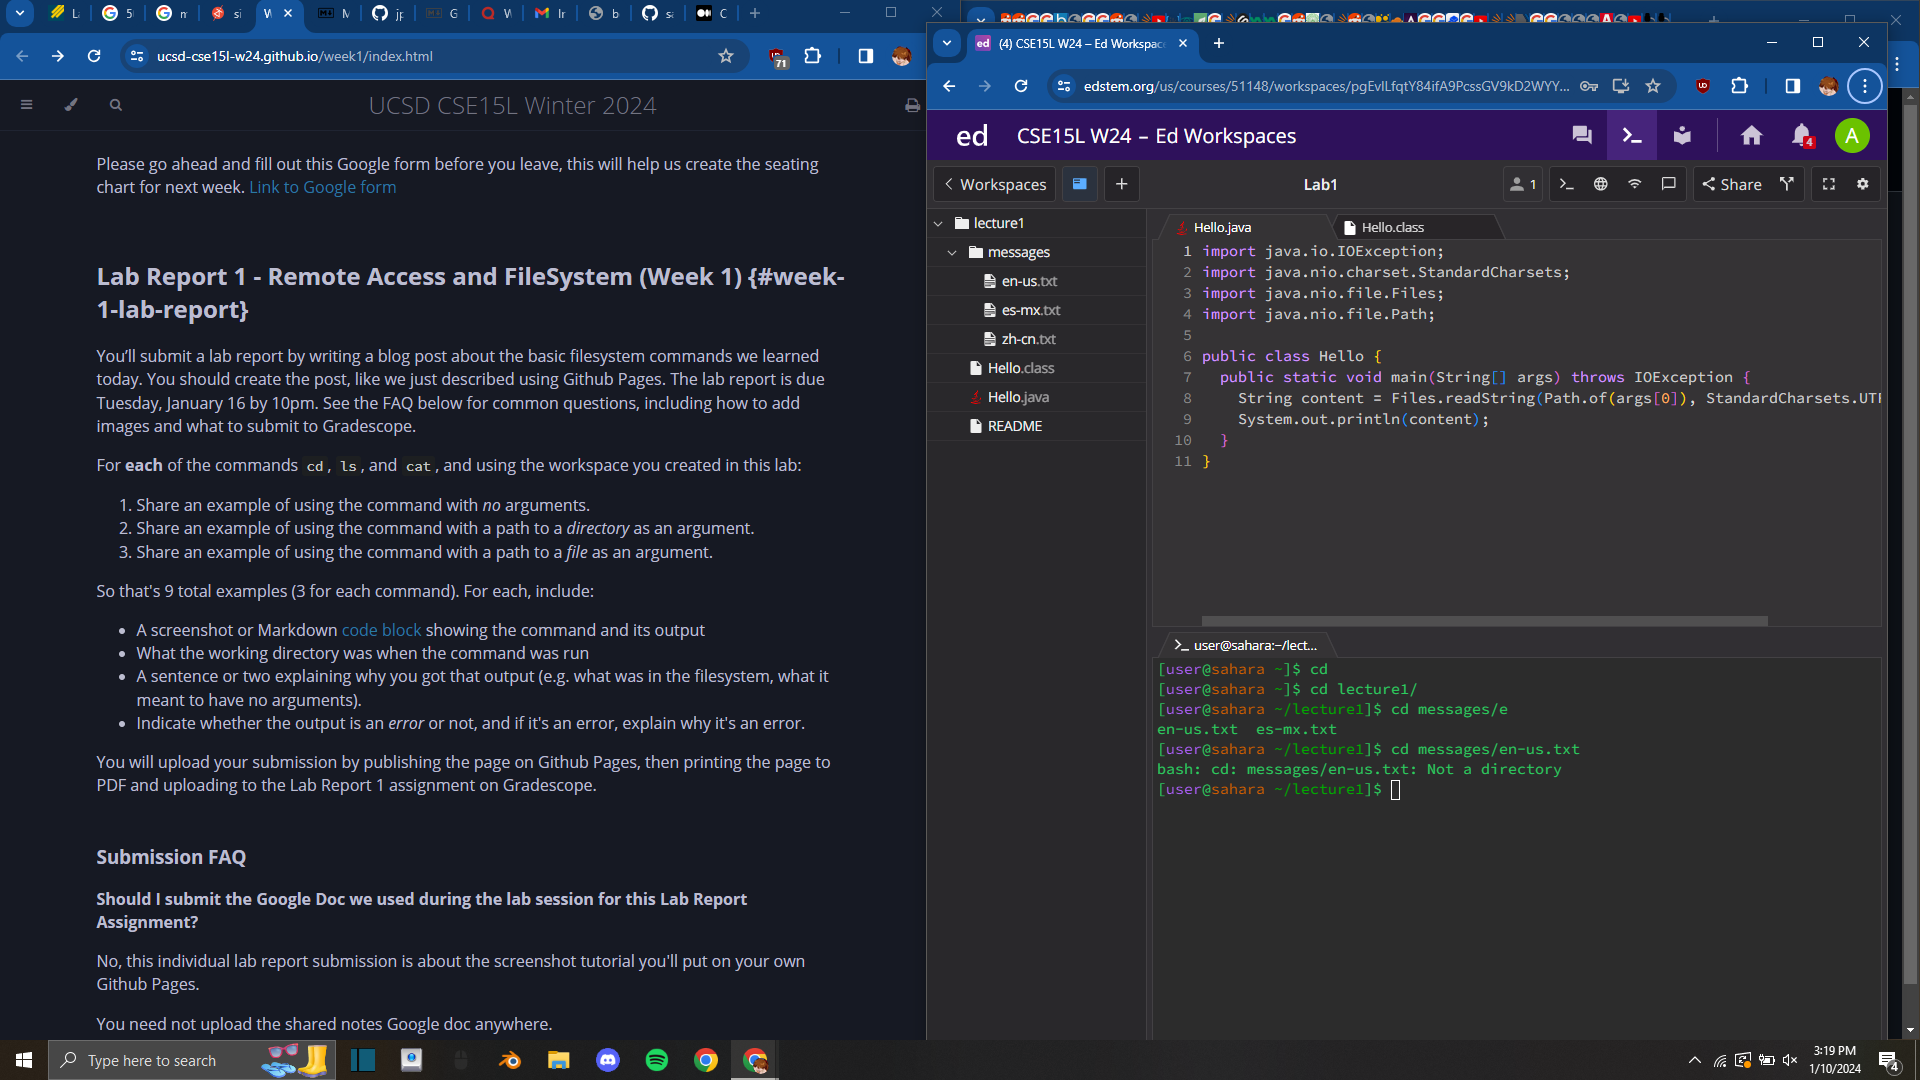 ucsd-cse15l-w24.github.io/week1/index.html
71
UCSD CSE15L Winter 2024
Please go ahead and fill out this Google form before you leave, this will help us create the seating
chart for next week. Link to Google form
Lab Report 1 - Remote Access and FileSystem (Week 1) {#week-
1-lab-report}
You’ll submit a lab report by writing a blog post about the basic filesystem commands we learned
today. You should create the post, like we just described using Github Pages. The lab report is due
Tuesday, January 16 by 10pm. See the FAQ below for common questions, including how to add
images and what to submit to Gradescope.
For each of the commands cd, ls, and cat, and using the workspace you created in this lab:
1. Share an example of using the command with no arguments.
2. Share an example of using the command with a path to a directory as an argument.
3. Share an example of using the command with a path to a file as an argument.
So that's 9 total examples (3 for each command). For each, include:
• A screenshot or Markdown code block showing the command and its output
• What the working directory was when the command was run
• A sentence or two explaining why you got that output (e.g. what was in the filesystem, what it
meant to have no arguments).
• Indicate whether the output is an error or not, and if it's an error, explain why it's an error.
You will upload your submission by publishing the page on Github Pages, then printing the page to
PDF and uploading to the Lab Report 1 assignment on Gradescope.
Submission FAQ
Should I submit the Google Doc we used during the lab session for this Lab Report
Assignment?
No, this individual lab report submission is about the screenshot tutorial you'll put on your own
Github Pages.
You need not upload the shared notes Google doc anywhere.
ed (4) CSE15L W24 – Ed Workspac
edstem.org/us/courses/51148/workspaces/pgEvlLfqtY84ifA9PcssGV9kD2WYY...
ed CSE15L W24 – Ed Workspaces
4
A
Workspaces
Lab1
1
Share
lecture1
messages
en-us.txt
es-mx.txt
zh-cn.txt
Hello.class
Hello.java
README
Hello.java
Hello.class
1 import java.io.IOException;
2 import java.nio.charset.StandardCharsets;
3 import java.nio.file.Files;
4 import java.nio.file.Path;
5
6 public class Hello {
7 public static void main(String[] args) throws IOException {
8 String content = Files.readString(Path.of(args[0]), StandardCharsets.UTF
9 System.out.println(content);
10 }
11 }
user@sahara:~/lect...
[user@sahara ~]$ cd
[user@sahara ~]$ cd lecture1/
[user@sahara ~/lecture1]$ cd messages/e
en-us.txt es-mx.txt
[user@sahara ~/lecture1]$ cd messages/en-us.txt
bash: cd: messages/en-us.txt: Not a directory
[user@sahara ~/lecture1]$
Type here to search
3:19 PM
1/10/2024
4